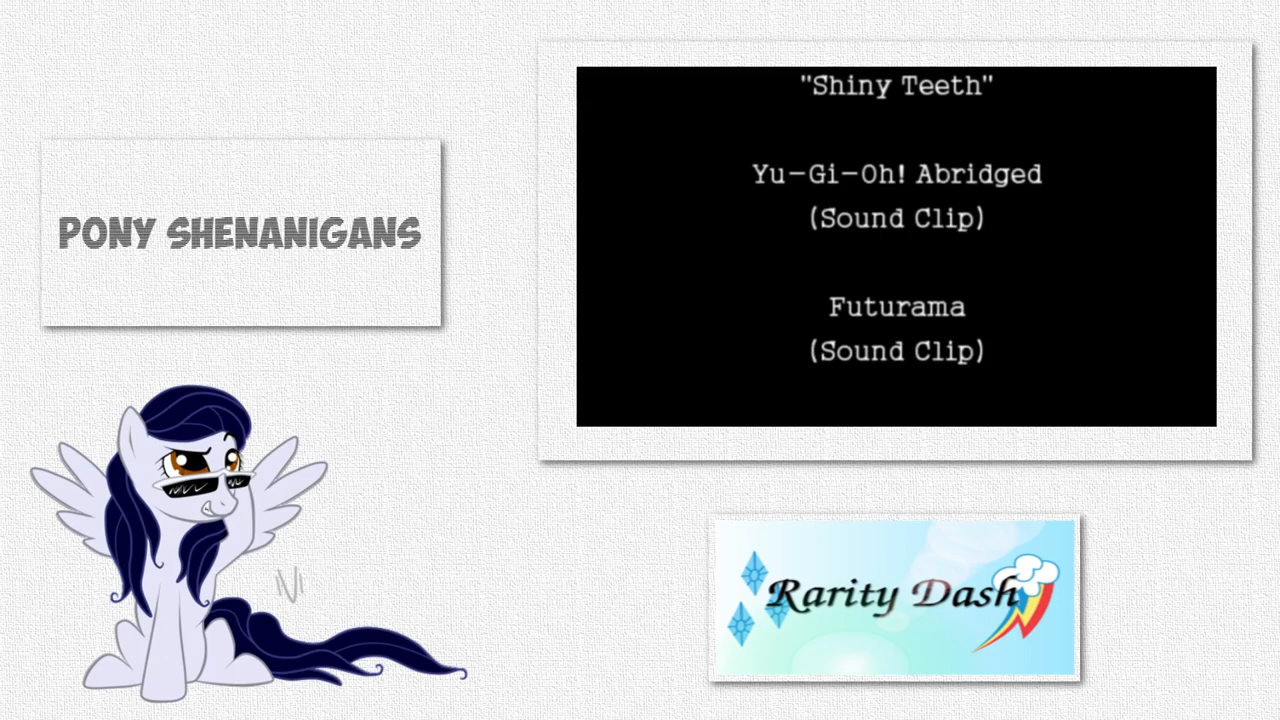 "Shiny Teeth"
Yu-Gi-Oh! Abridged
(Sound Clip)
Futurama
(Sound Clip)
PONY SHENANIGANS
Rarity Dash